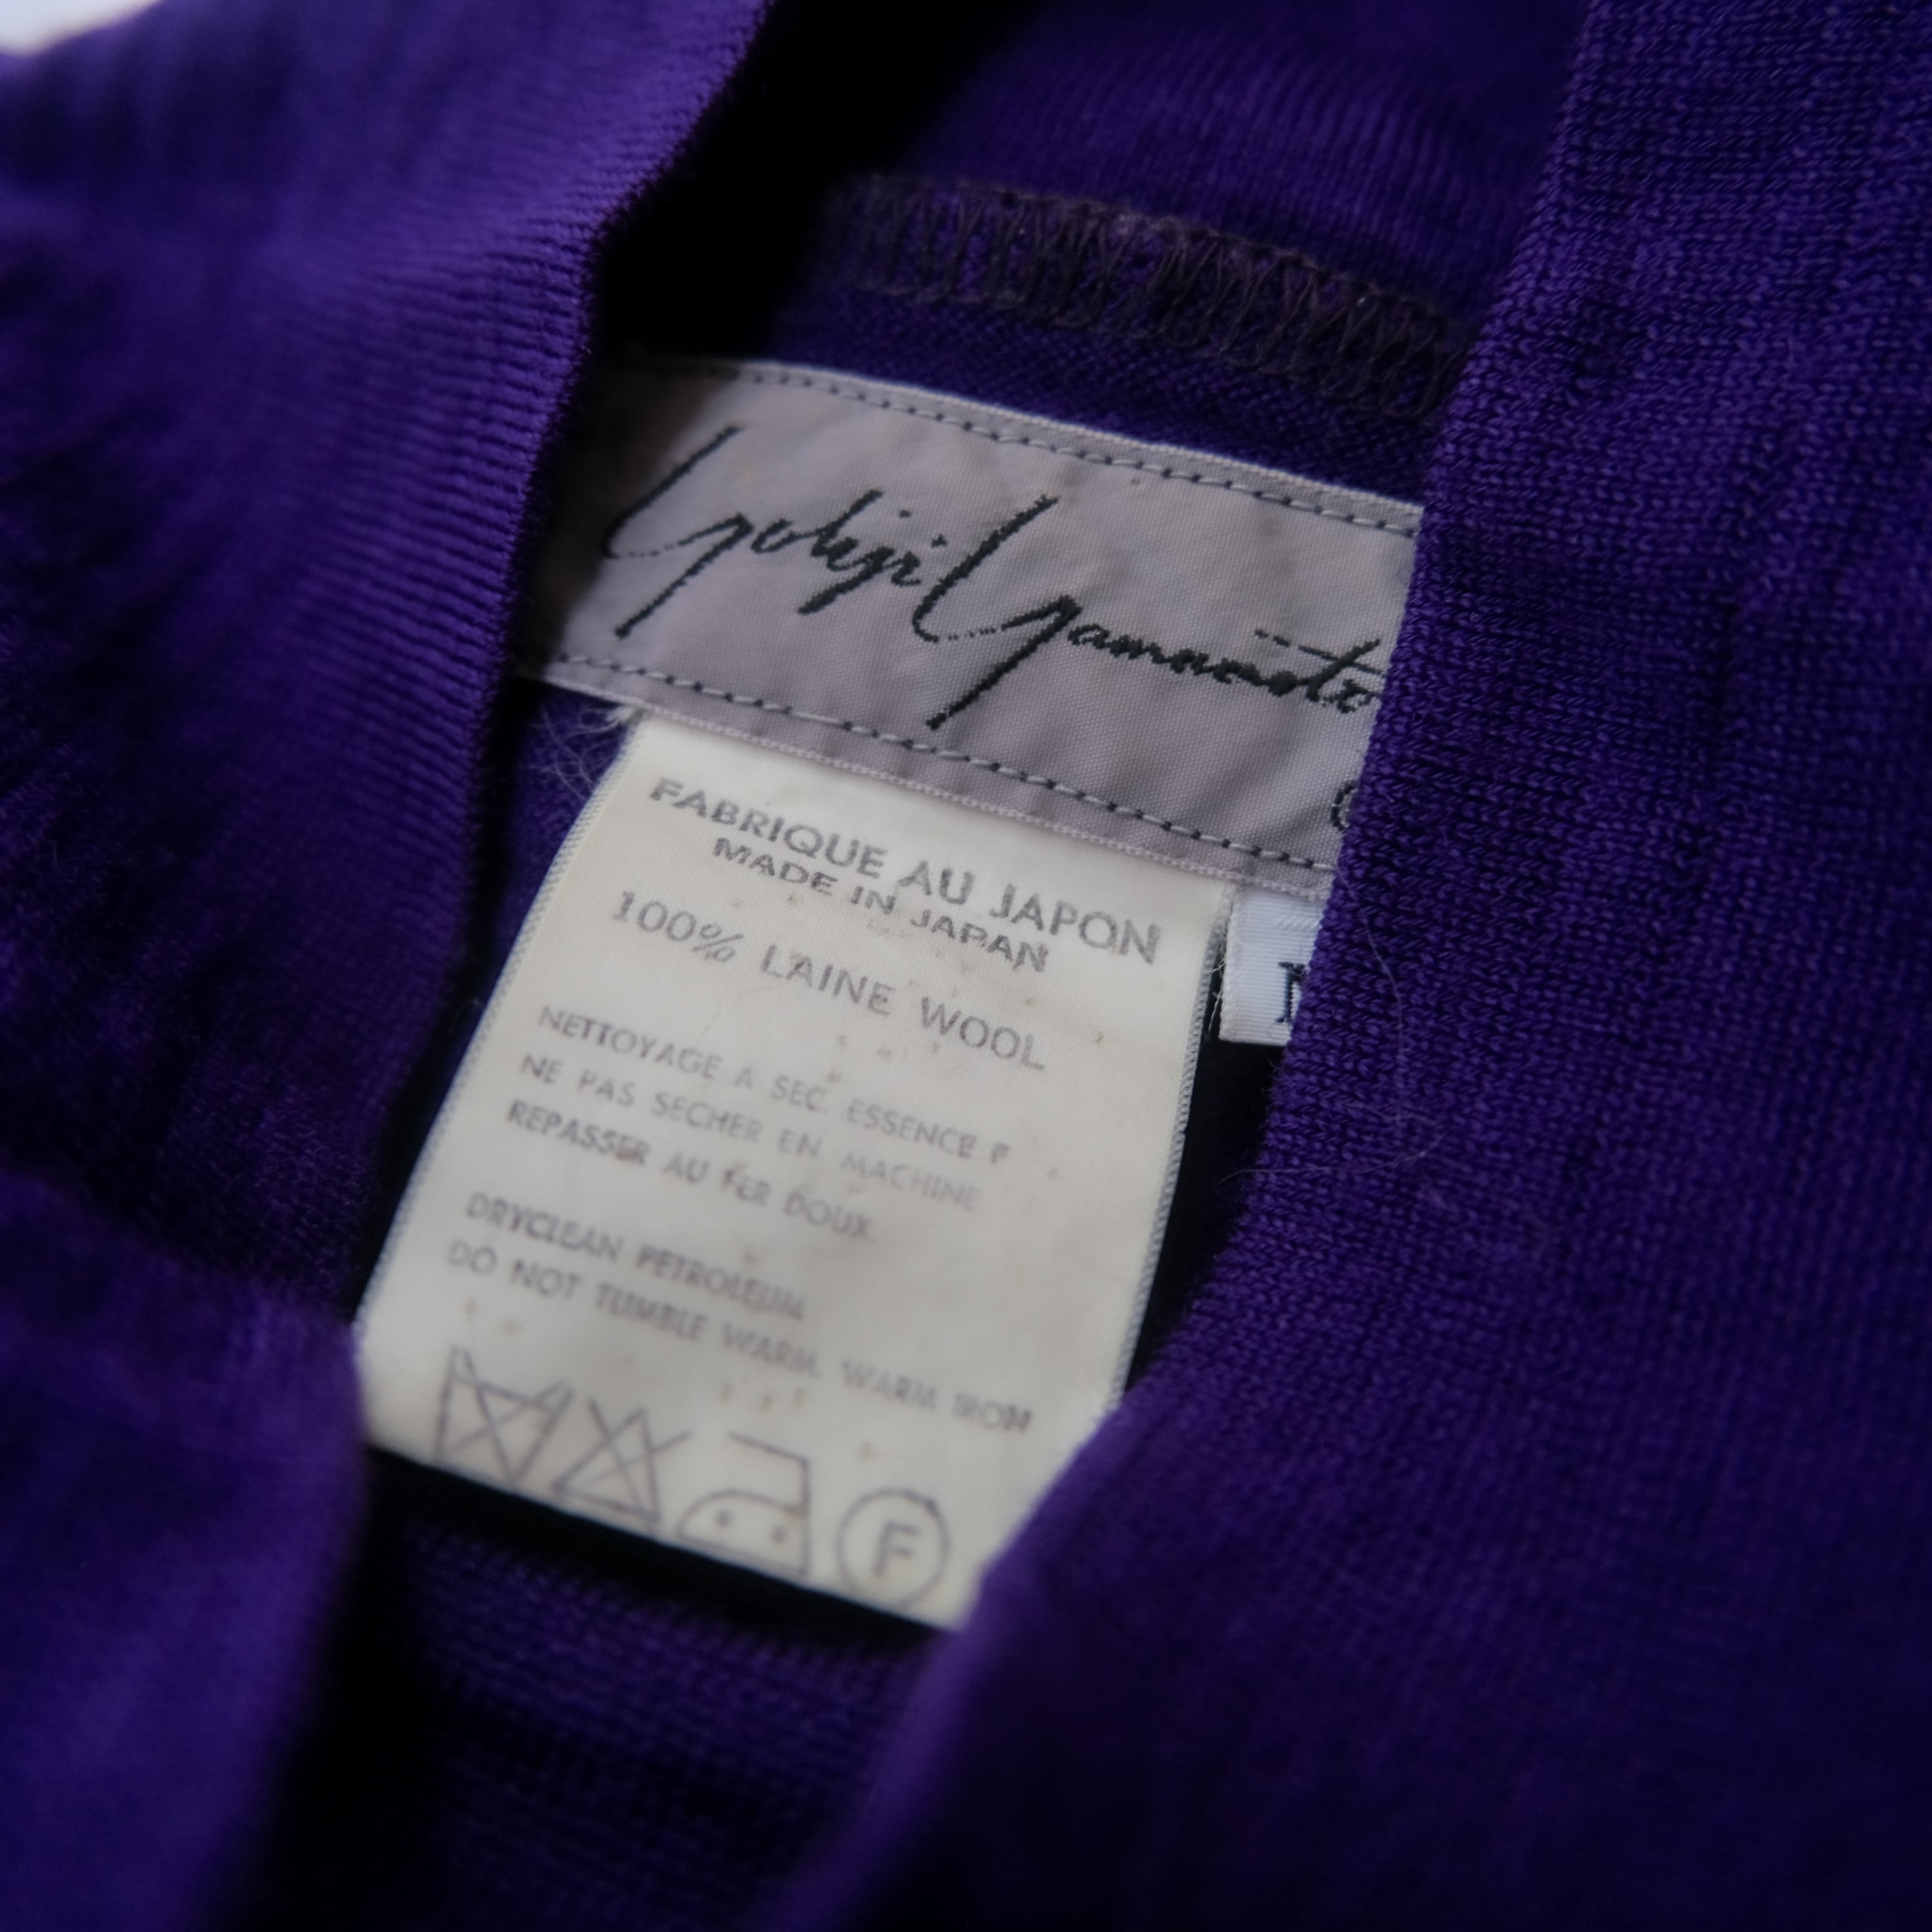 Yohji Yamamoto
FABRIQUE AU JAPON
MADE IN JAPAN
100% LAINE WOOL
NETTOYAGE A SEC ESSENCE F
NE PAS SECHER EN MACHINE
REPASSER AU FER DOUX
DRYCLEAN PETROLEUM
DO NOT TUMBLE WARM WARM IRON
F